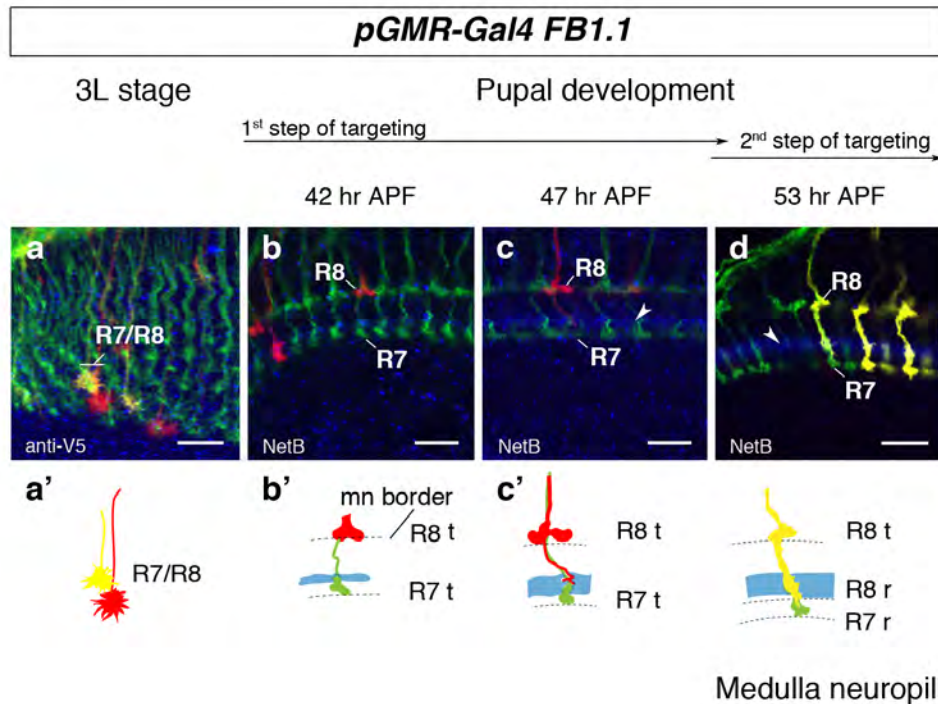 pGMR-Gal4 FB1.1
3L stage
Pupal development
1st step of targeting
2nd step of targeting
42 hr APF
47 hr APF
53 hr APF
a
R7/R8
anti-V5
b
R8
R7
NetB
c
R8
R7
NetB
d
R8
R7
NetB
a'
R7/R8
b'
mn border
R8 t
R7 t
c'
R8 t
R7 t
R8 t
R8 r
R7 r
Medulla neuropil